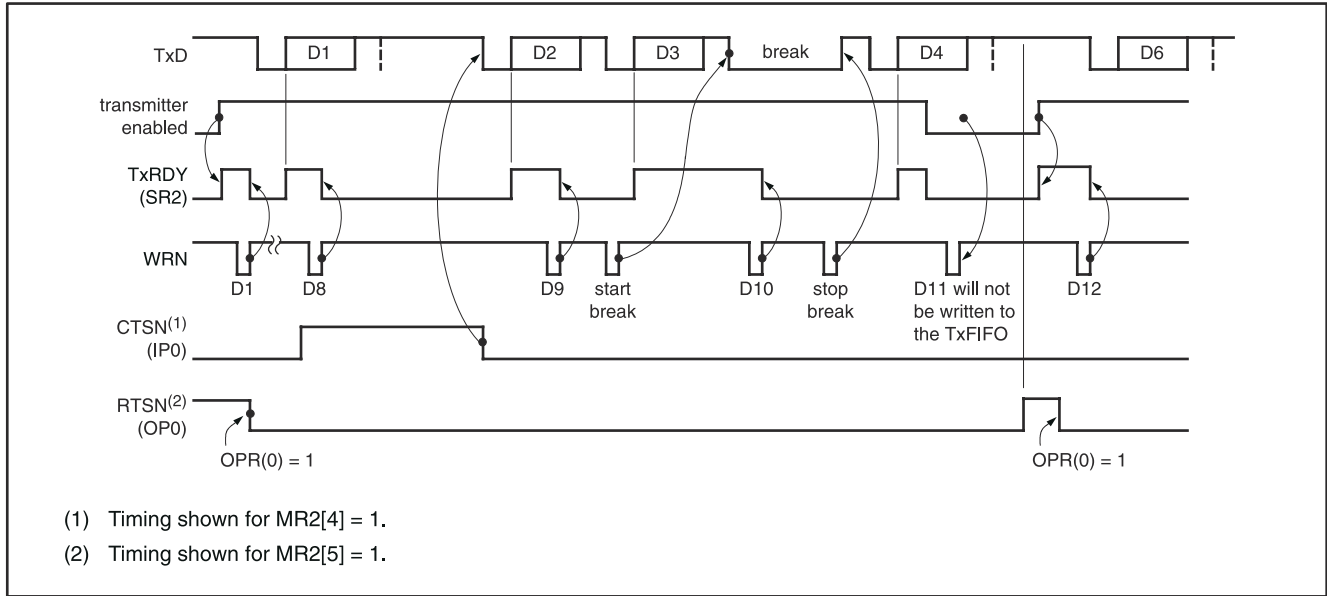 TxD
D1
D2
D3
break
D4
D6
transmitter
enabled
TxRDY
(SR2)
WRN
D1
D8
D9
start
break
D10
stop
break
D11 will not
be written to
the TxFIFO
D12
CTSN(1)
(IP0)
RTSN(2)
(OP0)
OPR(0) = 1
OPR(0) = 1
(1) Timing shown for MR2[4] = 1.
(2) Timing shown for MR2[5] = 1.